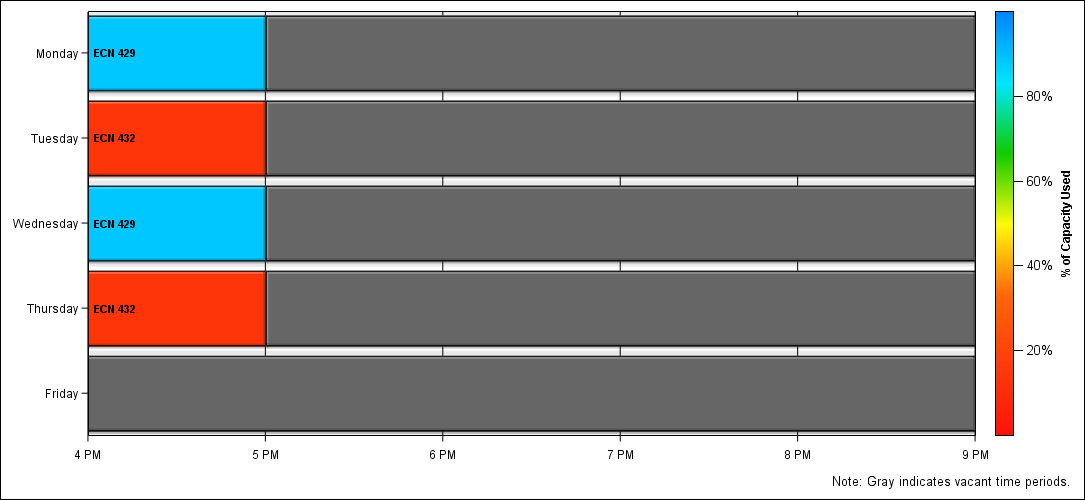 Monday
ECN 429
Tuesday
ECN 432
Wednesday
ECN 429
Thursday
ECN 432
Friday
4 PM
5 PM
6 PM
7 PM
8 PM
9 PM
80%
60%
40%
20%
% of Capacity Used
Note: Gray indicates vacant time periods.